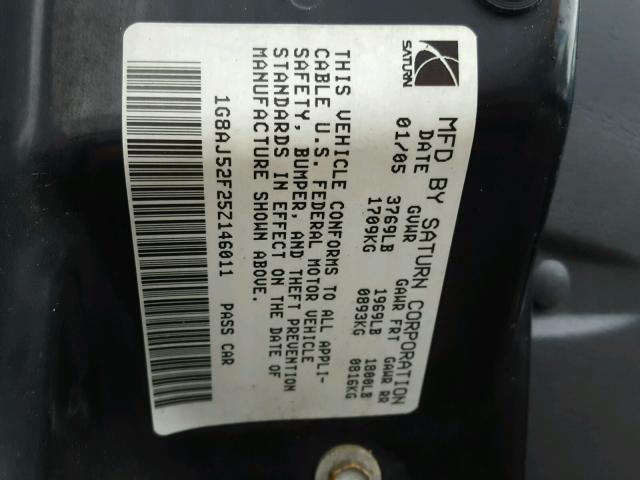 SATURN
MFD BY SATURN CORPORATION
DATE GVWR GAWR FRT GAWR RR
01/05 3769LB 1969LB 1800LB
1709KG 0893KG 0816KG
THIS VEHICLE CONFORMS TO ALL APPLI-
CABLE U.S. FEDERAL MOTOR VEHICLE
SAFETY, BUMPER, AND THEFT PREVENTION
STANDARDS IN EFFECT ON THE DATE OF
MANUFACTURE SHOWN ABOVE.
1G8AJ52F25Z146011 PASS CAR